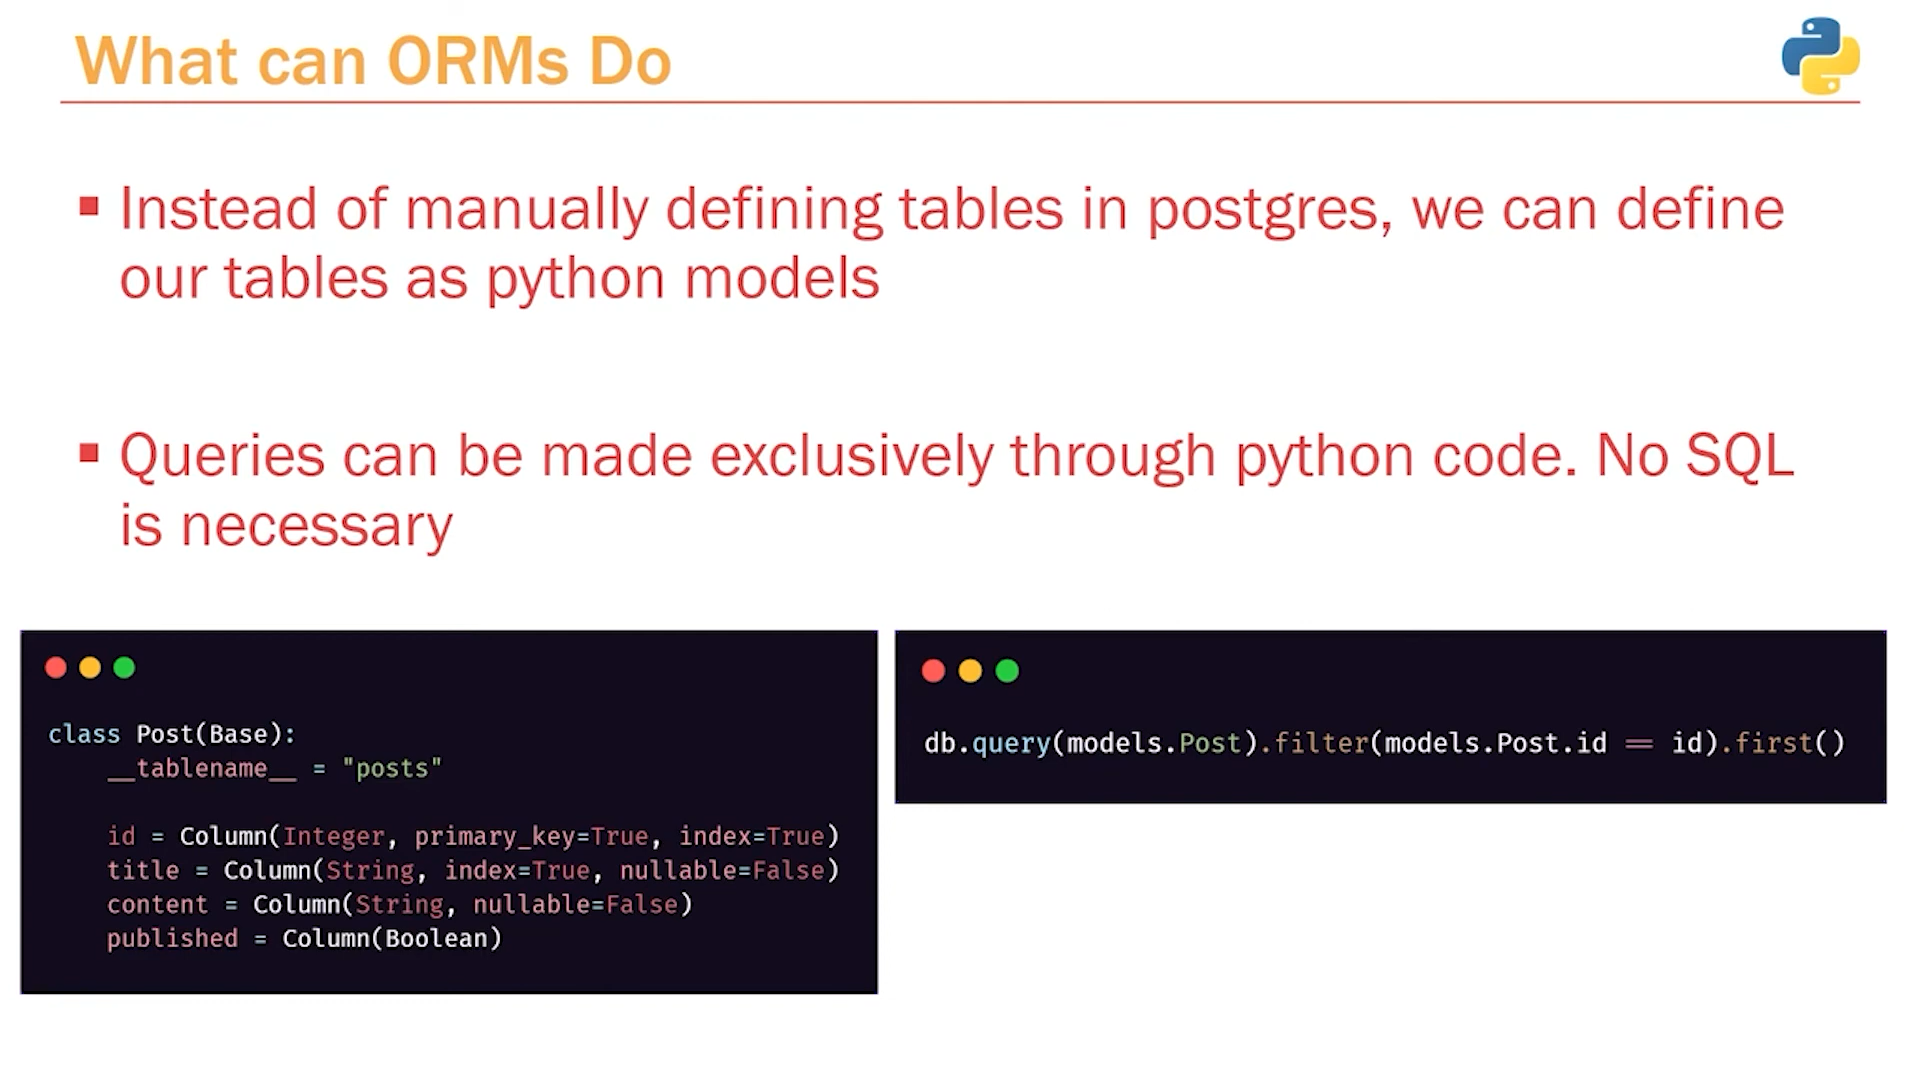 What can ORMs Do
▪ Instead of manually defining tables in postgres, we can define
our tables as python models
▪ Queries can be made exclusively through python code. No SQL
is necessary
class Post(Base):
    __tablename__ = "posts"
    id = Column(Integer, primary_key=True, index=True)
    title = Column(String, index=True, nullable=False)
    content = Column(String, nullable=False)
    published = Column(Boolean)
db.query(models.Post).filter(models.Post.id == id).first()